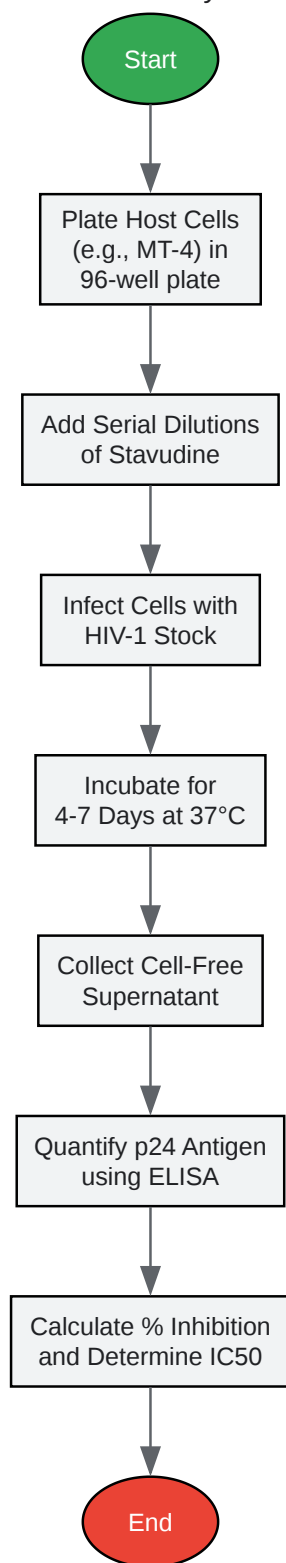 Start
Plate Host Cells
(e.g., MT-4) in
96-well plate
Add Serial Dilutions
of Stavudine
Infect Cells with
HIV-1 Stock
Incubate for
4-7 Days at 37°C
Collect Cell-Free
Supernatant
Quantify p24 Antigen
using ELISA
Calculate % Inhibition
and Determine IC50
End